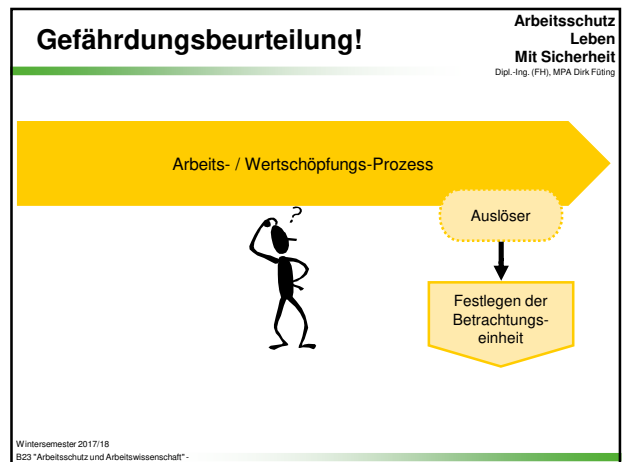 Gefährdungsbeurteilung!
Arbeitsschutz
Leben
Mit Sicherheit
Dipl.-Ing. (FH), MPA Dirk Füting
Arbeits- / Wertschöpfungs-Prozess
?
Auslöser
Festlegen der
Betrachtungs-
einheit
Wintersemester 2017/18
B23 "Arbeitsschutz und Arbeitswissenschaft" -